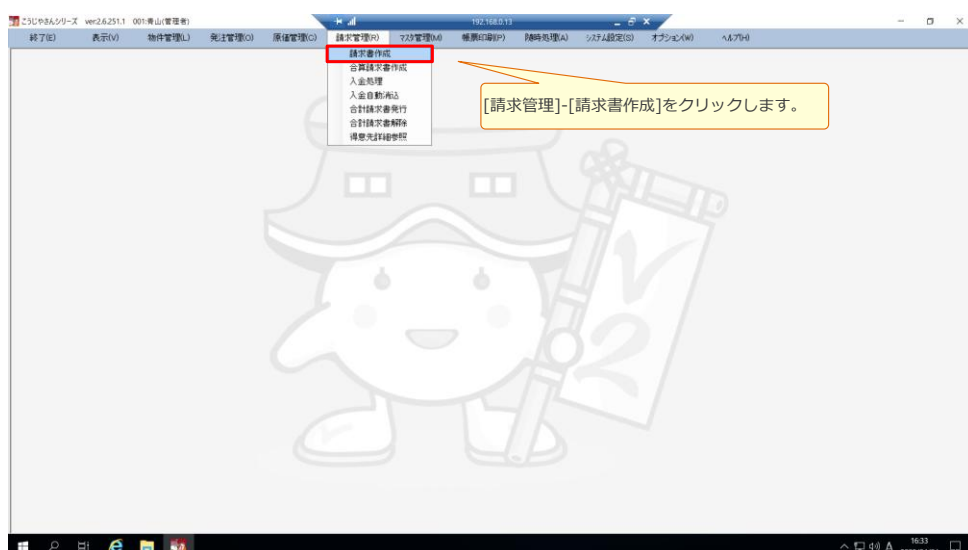 こうじやさんシリーズ ver.2.6.251.1 001:青山(管理者)
192.168.0.13
終了(E) 表示(V) 物件管理(L) 発注管理(O) 原価管理(C) 請求管理(R) マスタ管理(M) 帳票印刷(P) 随時処理(A) システム設定(S) オプション(W) ヘルプ(H)
請求書作成
合算請求書作成
入金処理
入金自動消込
合計請求書発行
合計請求書解除
得意先詳細参照
[請求管理]-[請求書作成]をクリックします。
V2
A 16:33